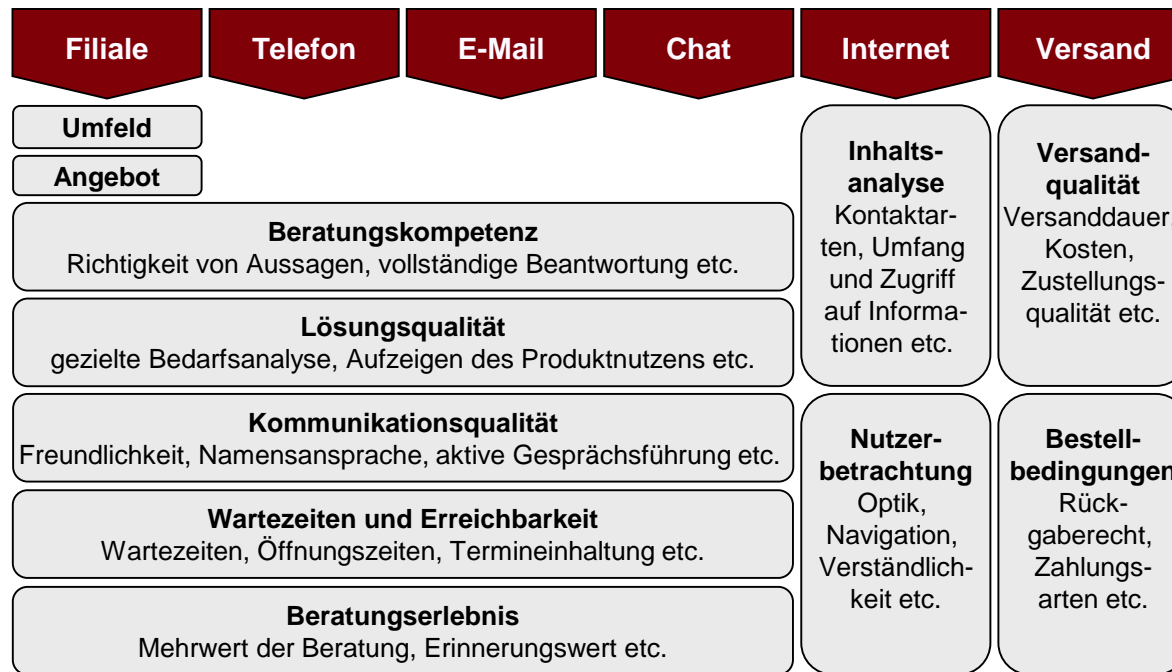 Filiale
Telefon
E-Mail
Chat
Internet
Versand
Umfeld
Angebot
Beratungskompetenz
Richtigkeit von Aussagen, vollständige Beantwortung etc.
Lösungsqualität
gezielte Bedarfsanalyse, Aufzeigen des Produktnutzens etc.
Kommunikationsqualität
Freundlichkeit, Namensansprache, aktive Gesprächsführung etc.
Wartezeiten und Erreichbarkeit
Wartezeiten, Öffnungszeiten, Termineinhaltung etc.
Beratungserlebnis
Mehrwert der Beratung, Erinnerungswert etc.
Inhalts-
analyse
Kontaktar-
ten, Umfang
und Zugriff
auf Informa-
tionen etc.
Nutzer-
betrachtung
Optik,
Navigation,
Verständlich-
keit etc.
Versand-
qualität
Versanddauer,
Kosten,
Zustellungs-
qualität etc.
Bestell-
bedingungen
Rück-
gaberecht,
Zahlungs-
arten etc.